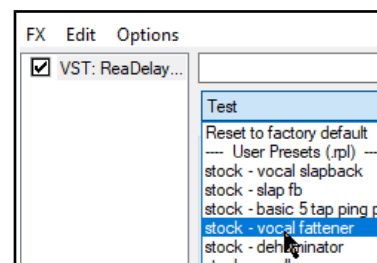 FX Edit Options
VST: ReaDelay...
Test
Reset to factory default
---- User Presets (.rpl) ---
stock - vocal slapback
stock - slap fb
stock - basic 5 tap ping p
stock - vocal fattener
stock - dehuminator